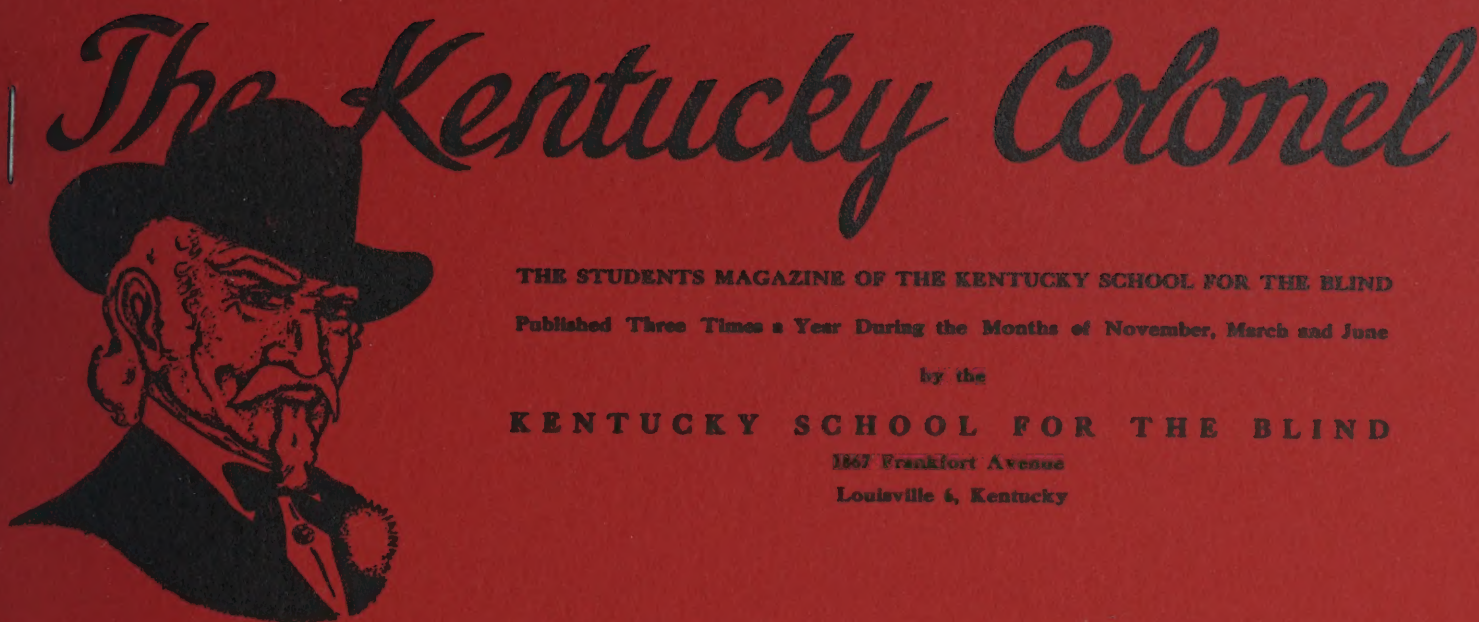 The Kentucky Colonel
THE STUDENTS MAGAZINE OF THE KENTUCKY SCHOOL FOR THE BLIND
Published Three Times a Year During the Months of November, March and June
by the
KENTUCKY SCHOOL FOR THE BLIND
1867 Frankfort Avenue
Louisville 6, Kentucky